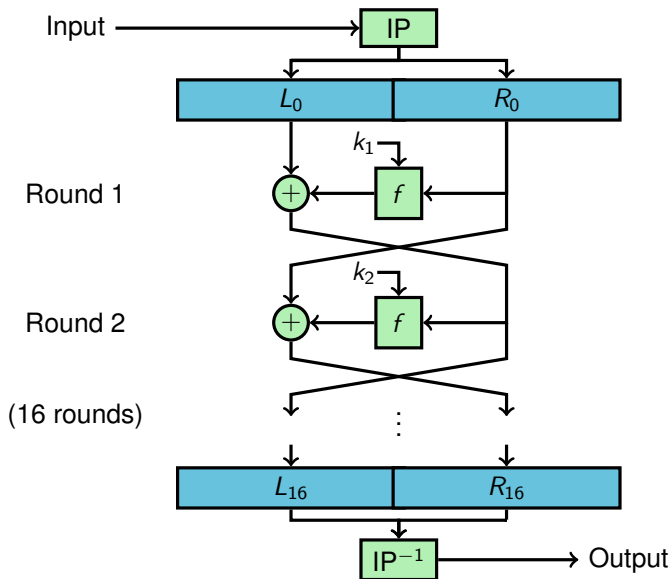 Input IP
L₀ R₀
k₁
Round 1 + f
k₂
Round 2 + f
(16 rounds) ⋮
L₁₆ R₁₆
IP⁻¹ Output